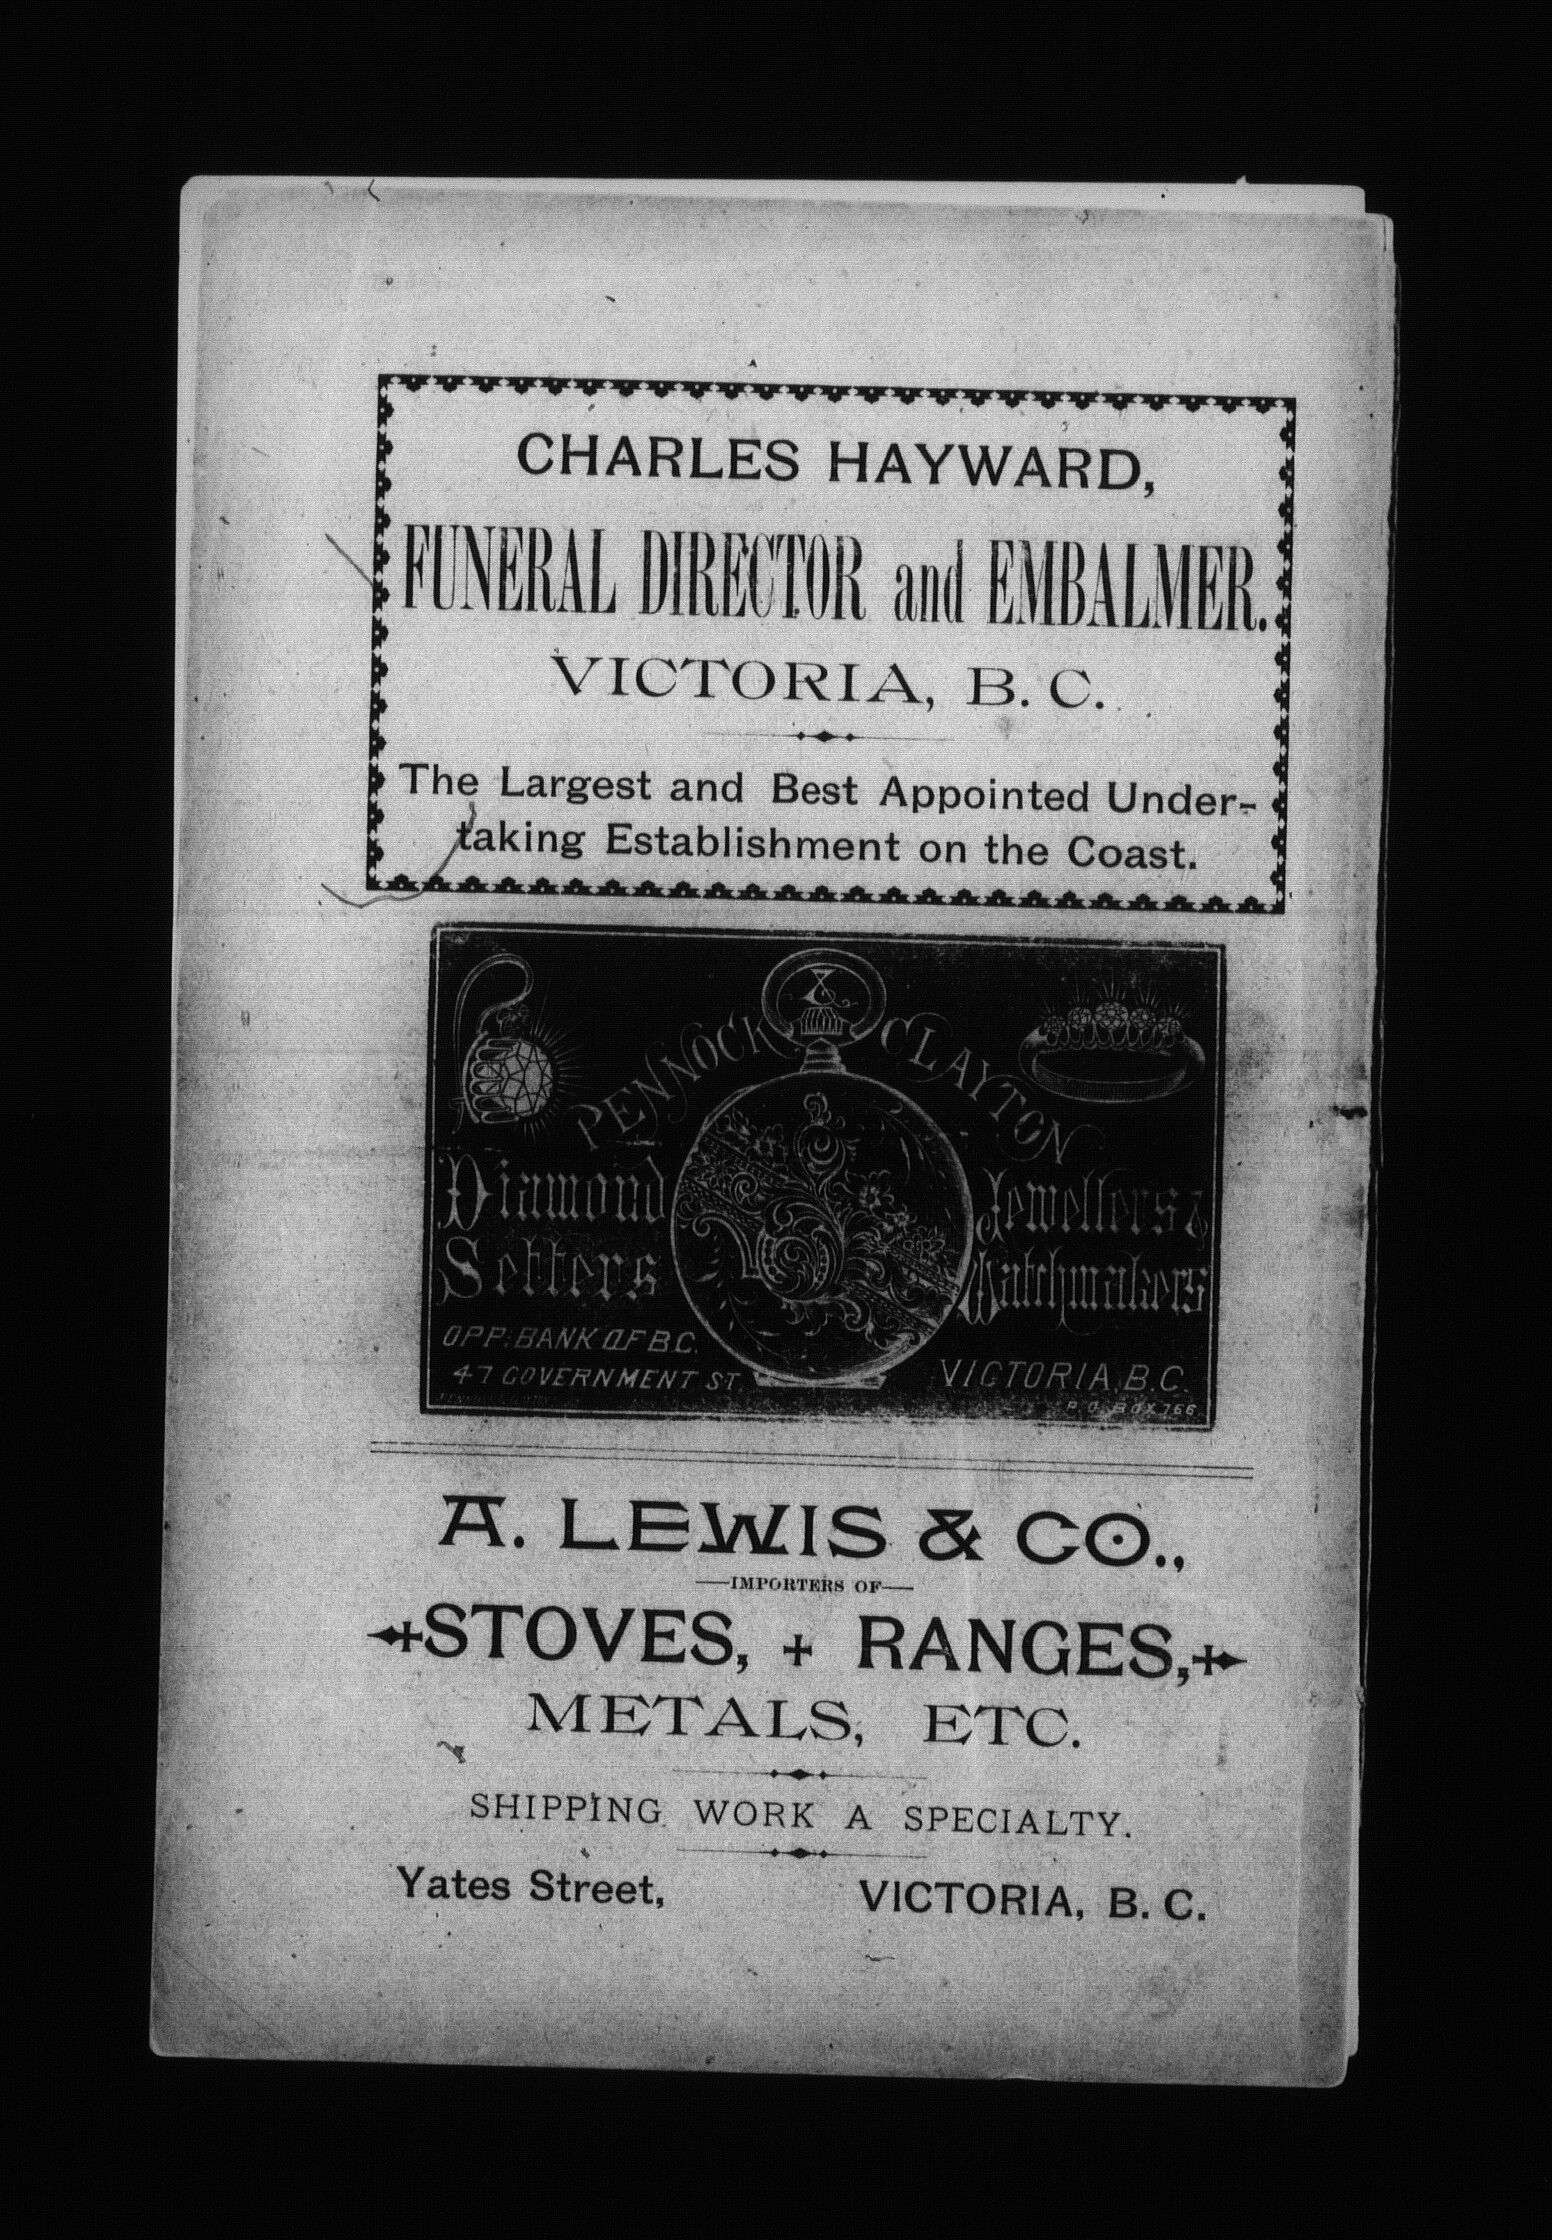 CHARLES HAYWARD,
FUNERAL DIRECTOR and EMBALMER.
VICTORIA, B. C.
The Largest and Best Appointed Under-
taking Establishment on the Coast.
PENNOCK & CLAYTON
Diamond
Setters
Jewellers &
Watchmakers
OPP: BANK OF B.C.
47 GOVERNMENT ST.
VICTORIA, B.C.
P. O. BOX 766
A. LEWIS & CO.,
IMPORTERS OF
STOVES, + RANGES,
METALS, ETC.
SHIPPING WORK A SPECIALTY.
Yates Street, VICTORIA, B. C.